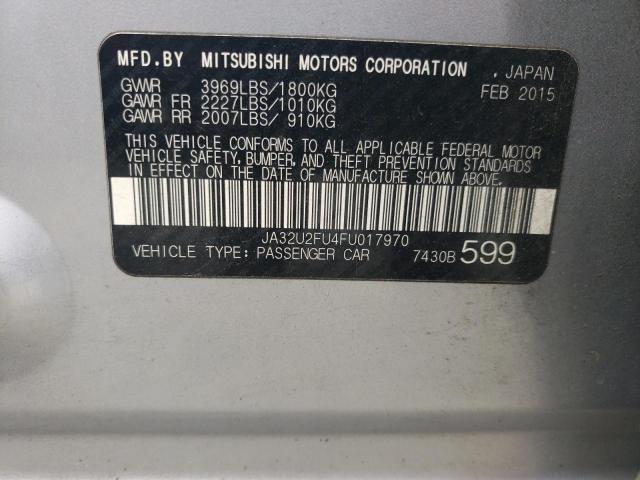 MFD.BY MITSUBISHI MOTORS CORPORATION , JAPAN
GVWR 3969LBS/1800KG FEB 2015
GAWR FR 2227LBS/1010KG
GAWR RR 2007LBS/ 910KG
THIS VEHICLE CONFORMS TO ALL APPLICABLE FEDERAL MOTOR
VEHICLE SAFETY, BUMPER, AND THEFT PREVENTION STANDARDS
IN EFFECT ON THE DATE OF MANUFACTURE SHOWN ABOVE.
JA32U2FU4FU017970
VEHICLE TYPE: PASSENGER CAR 7430B 599